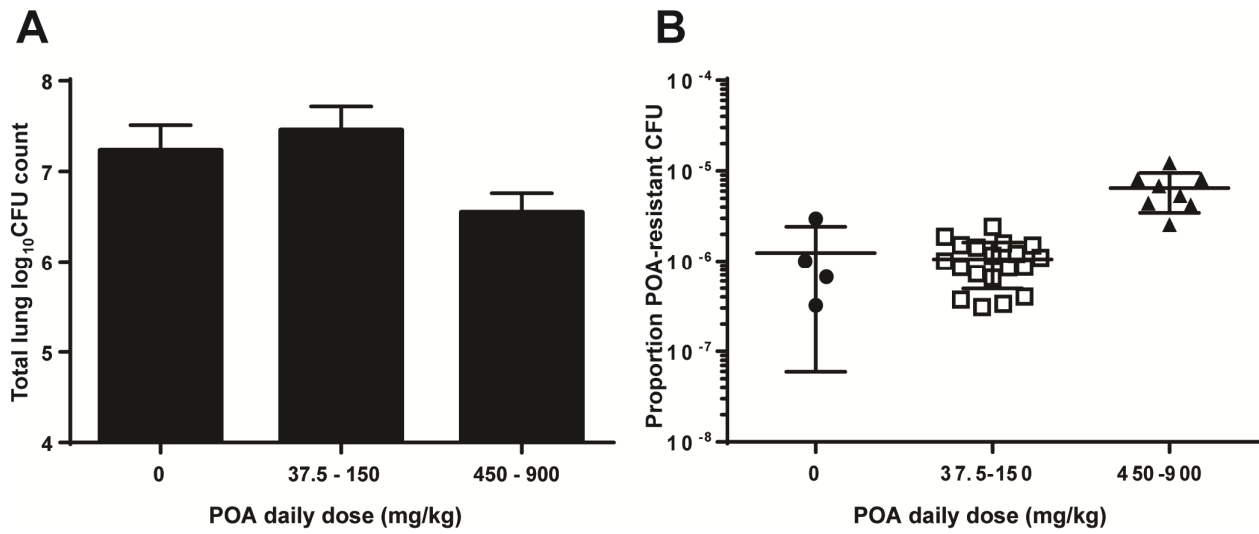 A
Total lung log10CFU count
8
7
6
5
4
0
37.5 - 150
450 - 900
POA daily dose (mg/kg)
B
Proportion POA-resistant CFU
10-4
10-5
10-6
10-7
10-8
0
37.5-150
450-900
POA daily dose (mg/kg)